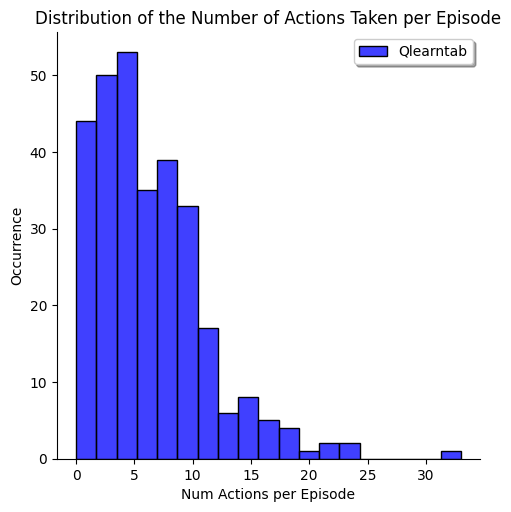 Distribution of the Number of Actions Taken per Episode
Qlearntab
50
40
30
20
10
0
Occurrence
0 5 10 15 20 25 30
Num Actions per Episode